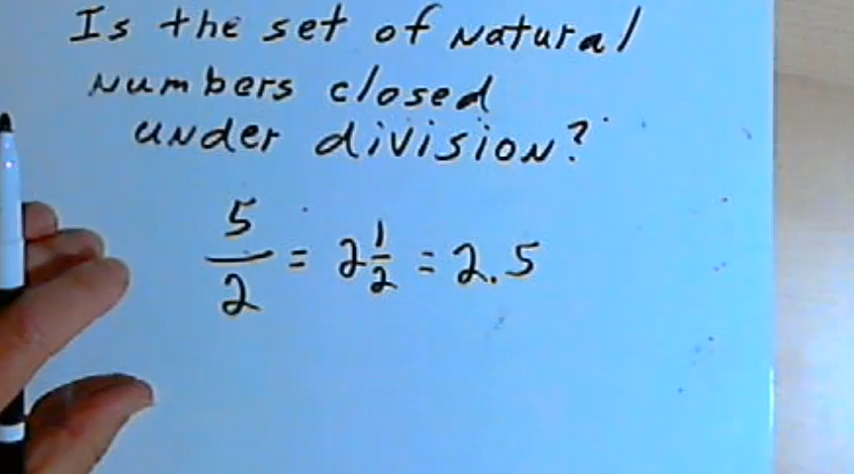 Is the set of Natural
Numbers closed
under division?
5/2 = 2 1/2 = 2.5